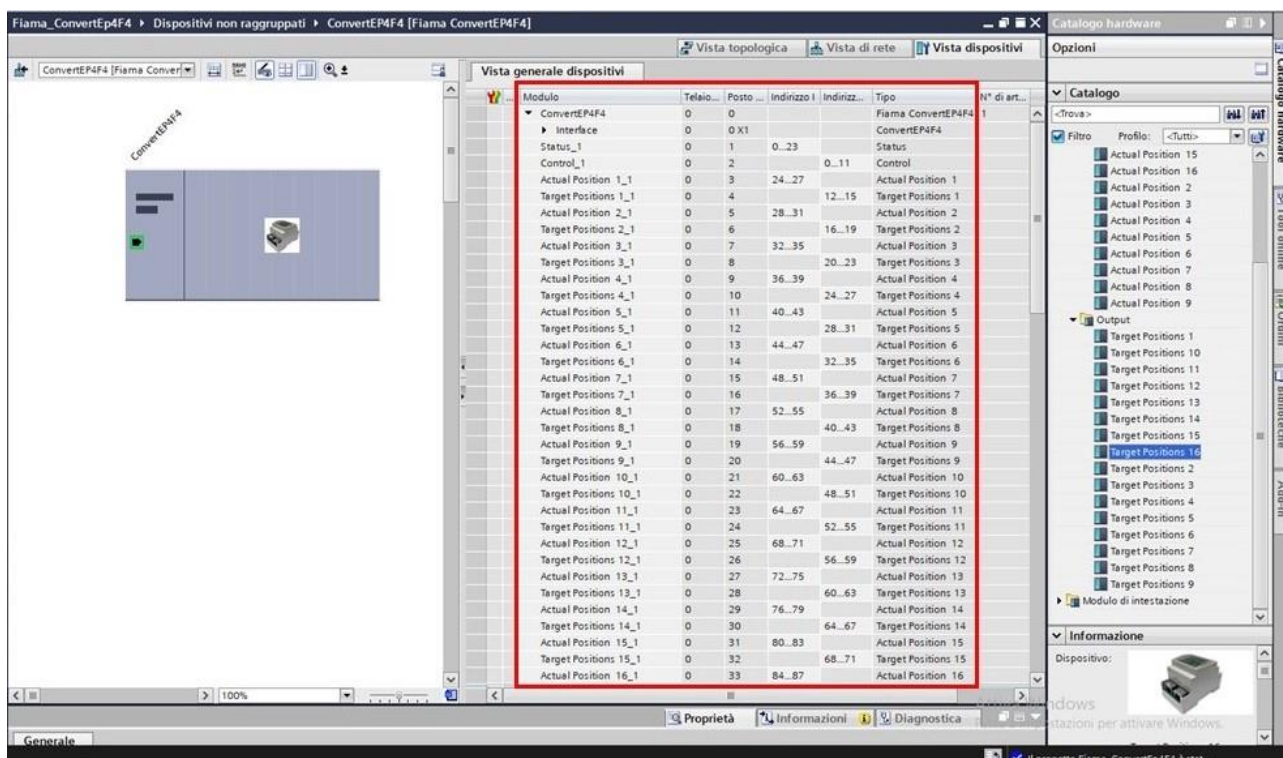 Fiama_ConvertEp4F4 ▸ Dispositivi non raggruppati ▸ ConvertEP4F4 [Fiama ConvertEP4F4]
Vista topologica Vista di rete Vista dispositivi
ConvertEP4F4 [Fiama Conver
ConvertEP4F4
100%
Vista generale dispositivi
... Modulo Telaio... Posto ... Indirizzo I Indirizz... Tipo N° di art...
ConvertEP4F4 0 0 Fiama ConvertEP4F4 1
Interface 0 0 X1 ConvertEP4F4
Status_1 0 1 0...23 Status
Control_1 0 2 0...11 Control
Actual Position 1_1 0 3 24...27 Actual Position 1
Target Positions 1_1 0 4 12...15 Target Positions 1
Actual Position 2_1 0 5 28...31 Actual Position 2
Target Positions 2_1 0 6 16...19 Target Positions 2
Actual Position 3_1 0 7 32...35 Actual Position 3
Target Positions 3_1 0 8 20...23 Target Positions 3
Actual Position 4_1 0 9 36...39 Actual Position 4
Target Positions 4_1 0 10 24...27 Target Positions 4
Actual Position 5_1 0 11 40...43 Actual Position 5
Target Positions 5_1 0 12 28...31 Target Positions 5
Actual Position 6_1 0 13 44...47 Actual Position 6
Target Positions 6_1 0 14 32...35 Target Positions 6
Actual Position 7_1 0 15 48...51 Actual Position 7
Target Positions 7_1 0 16 36...39 Target Positions 7
Actual Position 8_1 0 17 52...55 Actual Position 8
Target Positions 8_1 0 18 40...43 Target Positions 8
Actual Position 9_1 0 19 56...59 Actual Position 9
Target Positions 9_1 0 20 44...47 Target Positions 9
Actual Position 10_1 0 21 60...63 Actual Position 10
Target Positions 10_1 0 22 48...51 Target Positions 10
Actual Position 11_1 0 23 64...67 Actual Position 11
Target Positions 11_1 0 24 52...55 Target Positions 11
Actual Position 12_1 0 25 68...71 Actual Position 12
Target Positions 12_1 0 26 56...59 Target Positions 12
Actual Position 13_1 0 27 72...75 Actual Position 13
Target Positions 13_1 0 28 60...63 Target Positions 13
Actual Position 14_1 0 29 76...79 Actual Position 14
Target Positions 14_1 0 30 64...67 Target Positions 14
Actual Position 15_1 0 31 80...83 Actual Position 15
Target Positions 15_1 0 32 68...71 Target Positions 15
Actual Position 16_1 0 33 84...87 Actual Position 16
Proprietà Informazioni Diagnostica
Generale
Catalogo hardware
Opzioni
Catalogo
<Trova>
Filtro Profilo: <Tutti>
Actual Position 15
Actual Position 16
Actual Position 2
Actual Position 3
Actual Position 4
Actual Position 5
Actual Position 6
Actual Position 7
Actual Position 8
Actual Position 9
Output
Target Positions 1
Target Positions 10
Target Positions 11
Target Positions 12
Target Positions 13
Target Positions 14
Target Positions 15
Target Positions 16
Target Positions 2
Target Positions 3
Target Positions 4
Target Positions 5
Target Positions 6
Target Positions 7
Target Positions 8
Target Positions 9
Modulo di intestazione
Informazione
Dispositivo:
per attivare Windows.
Catalogo hardware
Add-In